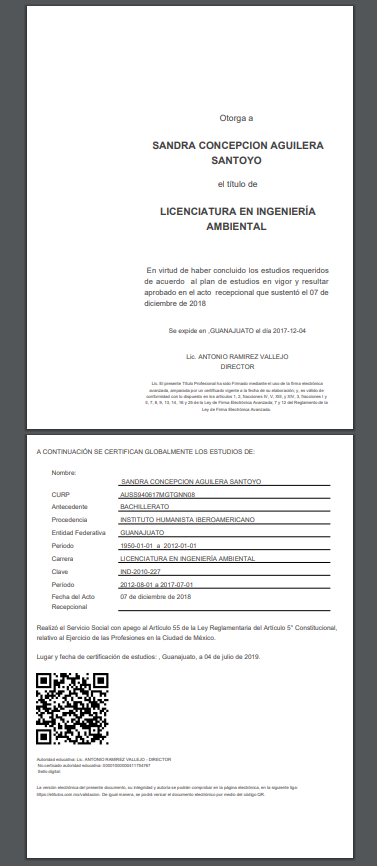 Otorga a
SANDRA CONCEPCION AGUILERA
SANTOYO
el título de
LICENCIATURA EN INGENIERÍA
AMBIENTAL
En virtud de haber concluido los estudios requeridos
de acuerdo al plan de estudios en vigor y resultar
aprobado en el acto recepcional que sustentó el 07 de
diciembre de 2018
Se expide en ,GUANAJUATO el día 2017-12-04
Lic. ANTONIO RAMIREZ VALLEJO
DIRECTOR
Lic. El presente Título Profesional ha sido Firmado mediante el uso de la firma electrónica
avanzada, amparada por un certificado vigente a la fecha de su elaboración; y, es válido de
conformidad con lo dispuesto en los artículos 1, 2, fracciones IV, V, XIII, y XIV, 3, fracciones I y
II, 7, 8, 9, 13, 14, 16 y 25 de la Ley de Firma Electrónica Avanzada, 7 y 12 del Reglamento de la
Ley de Firma Electrónica Avanzada.
A CONTINUACIÓN SE CERTIFICAN GLOBALMENTE LOS ESTUDIOS DE:
Nombre:
SANDRA CONCEPCION AGUILERA SANTOYO
CURP AUSS940617MGTGNN08
Antecedente BACHILLERATO
Procedencia INSTITUTO HUMANISTA IBEROAMERICANO
Entidad Federativa GUANAJUATO
Periodo 1950-01-01 a 2012-01-01
Carrera LICENCIATURA EN INGENIERÍA AMBIENTAL
Clave IND-2010-227
Periodo 2012-08-01 a 2017-07-01
Fecha del Acto 07 de diciembre de 2018
Recepcional
Realizó el Servicio Social con apego al Artículo 55 de la Ley Reglamentaria del Artículo 5° Constitucional,
relativo al Ejercicio de las Profesiones en la Ciudad de México.
Lugar y fecha de certificación de estudios: , Guanajuato, a 04 de julio de 2019.
Autoridad educativa: Lic. ANTONIO RAMIREZ VALLEJO - DIRECTOR
No.certificado autoridad educativa:
Sello digital
La versión electrónica del presente documento, su integridad y autoría se podrán comprobar en la página electrónica, en la siguiente liga:
De igual manera, se podrá verificar el documento electrónico por medio del código QR.